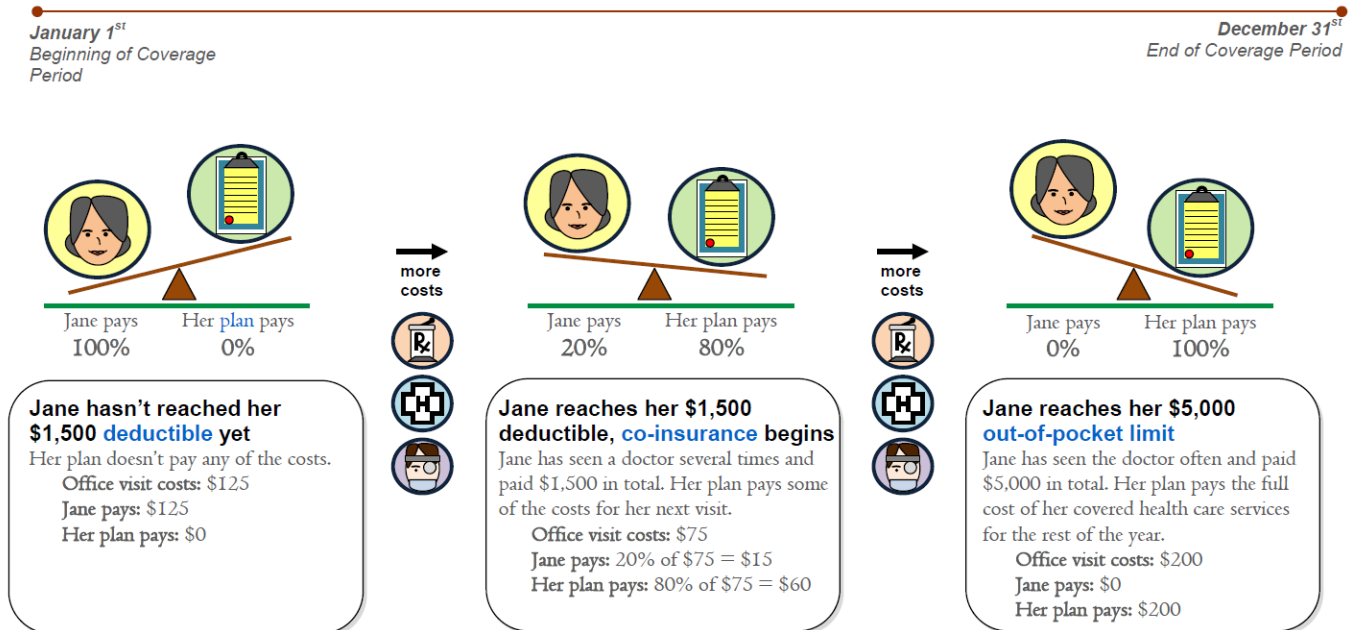 January 1st
Beginning of Coverage
Period
December 31st
End of Coverage Period
Jane pays
100%
Her plan pays
0%
more
costs
Rx
H
Jane pays
20%
Her plan pays
80%
more
costs
Rx
H
Jane pays
0%
Her plan pays
100%
Jane hasn't reached her
$1,500 deductible yet
Her plan doesn't pay any of the costs.
Office visit costs: $125
Jane pays: $125
Her plan pays: $0
Jane reaches her $1,500
deductible, co-insurance begins
Jane has seen a doctor several times and
paid $1,500 in total. Her plan pays some
of the costs for her next visit.
Office visit costs: $75
Jane pays: 20% of $75 = $15
Her plan pays: 80% of $75 = $60
Jane reaches her $5,000
out-of-pocket limit
Jane has seen the doctor often and paid
$5,000 in total. Her plan pays the full
cost of her covered health care services
for the rest of the year.
Office visit costs: $200
Jane pays: $0
Her plan pays: $200